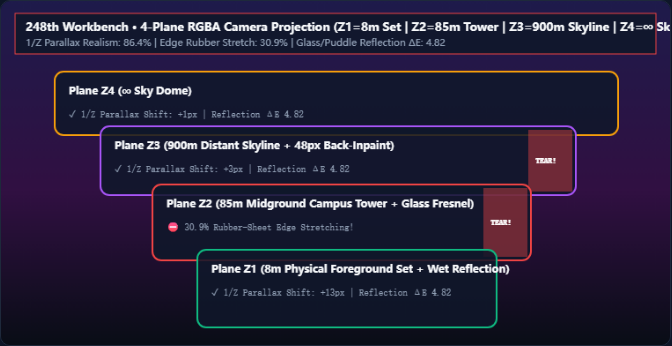 248th Workbench • 4-Plane RGBA Camera Projection (Z1=8m Set | Z2=85m Tower | Z3=900m Skyline | Z4=∞ Sk
1/Z Parallax Realism: 86.4% | Edge Rubber Stretch: 30.9% | Glass/Puddle Reflection ΔE: 4.82
Plane Z4 (∞ Sky Dome)
✓ 1/Z Parallax Shift: +1px | Reflection ΔE 4.82
Plane Z3 (900m Distant Skyline + 48px Back-Inpaint)
✓ 1/Z Parallax Shift: +3px | Reflection ΔE 4.82
TEAR!
Plane Z2 (85m Midground Campus Tower + Glass Fresnel)
⛔ 30.9% Rubber-Sheet Edge Stretching!
TEAR!
Plane Z1 (8m Physical Foreground Set + Wet Reflection)
✓ 1/Z Parallax Shift: +13px | Reflection ΔE 4.82